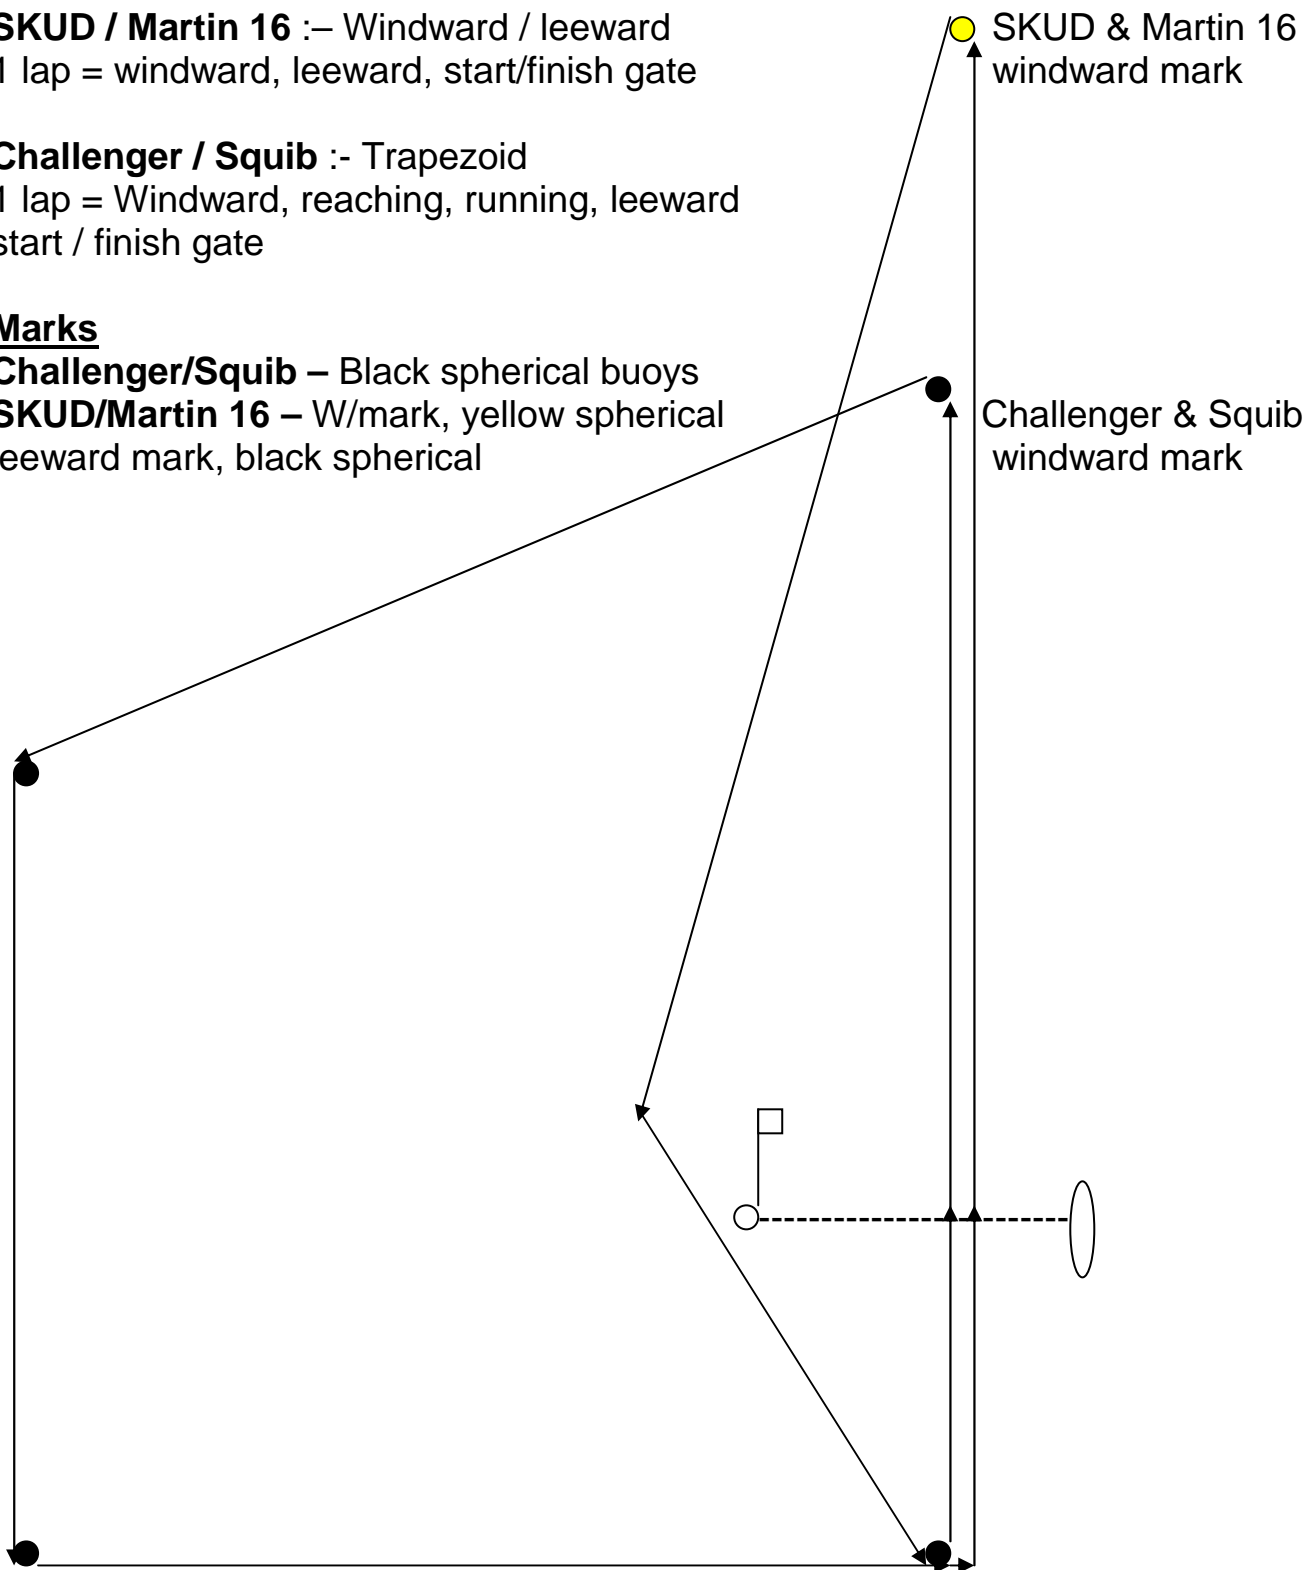 SKUD / Martin 16 :– Windward / leeward
1 lap = windward, leeward, start/finish gate
Challenger / Squib :- Trapezoid
1 lap = Windward, reaching, running, leeward
start / finish gate
Marks
Challenger/Squib – Black spherical buoys
SKUD/Martin 16 – W/mark, yellow spherical
leeward mark, black spherical
SKUD & Martin 16
windward mark
Challenger & Squib
windward mark